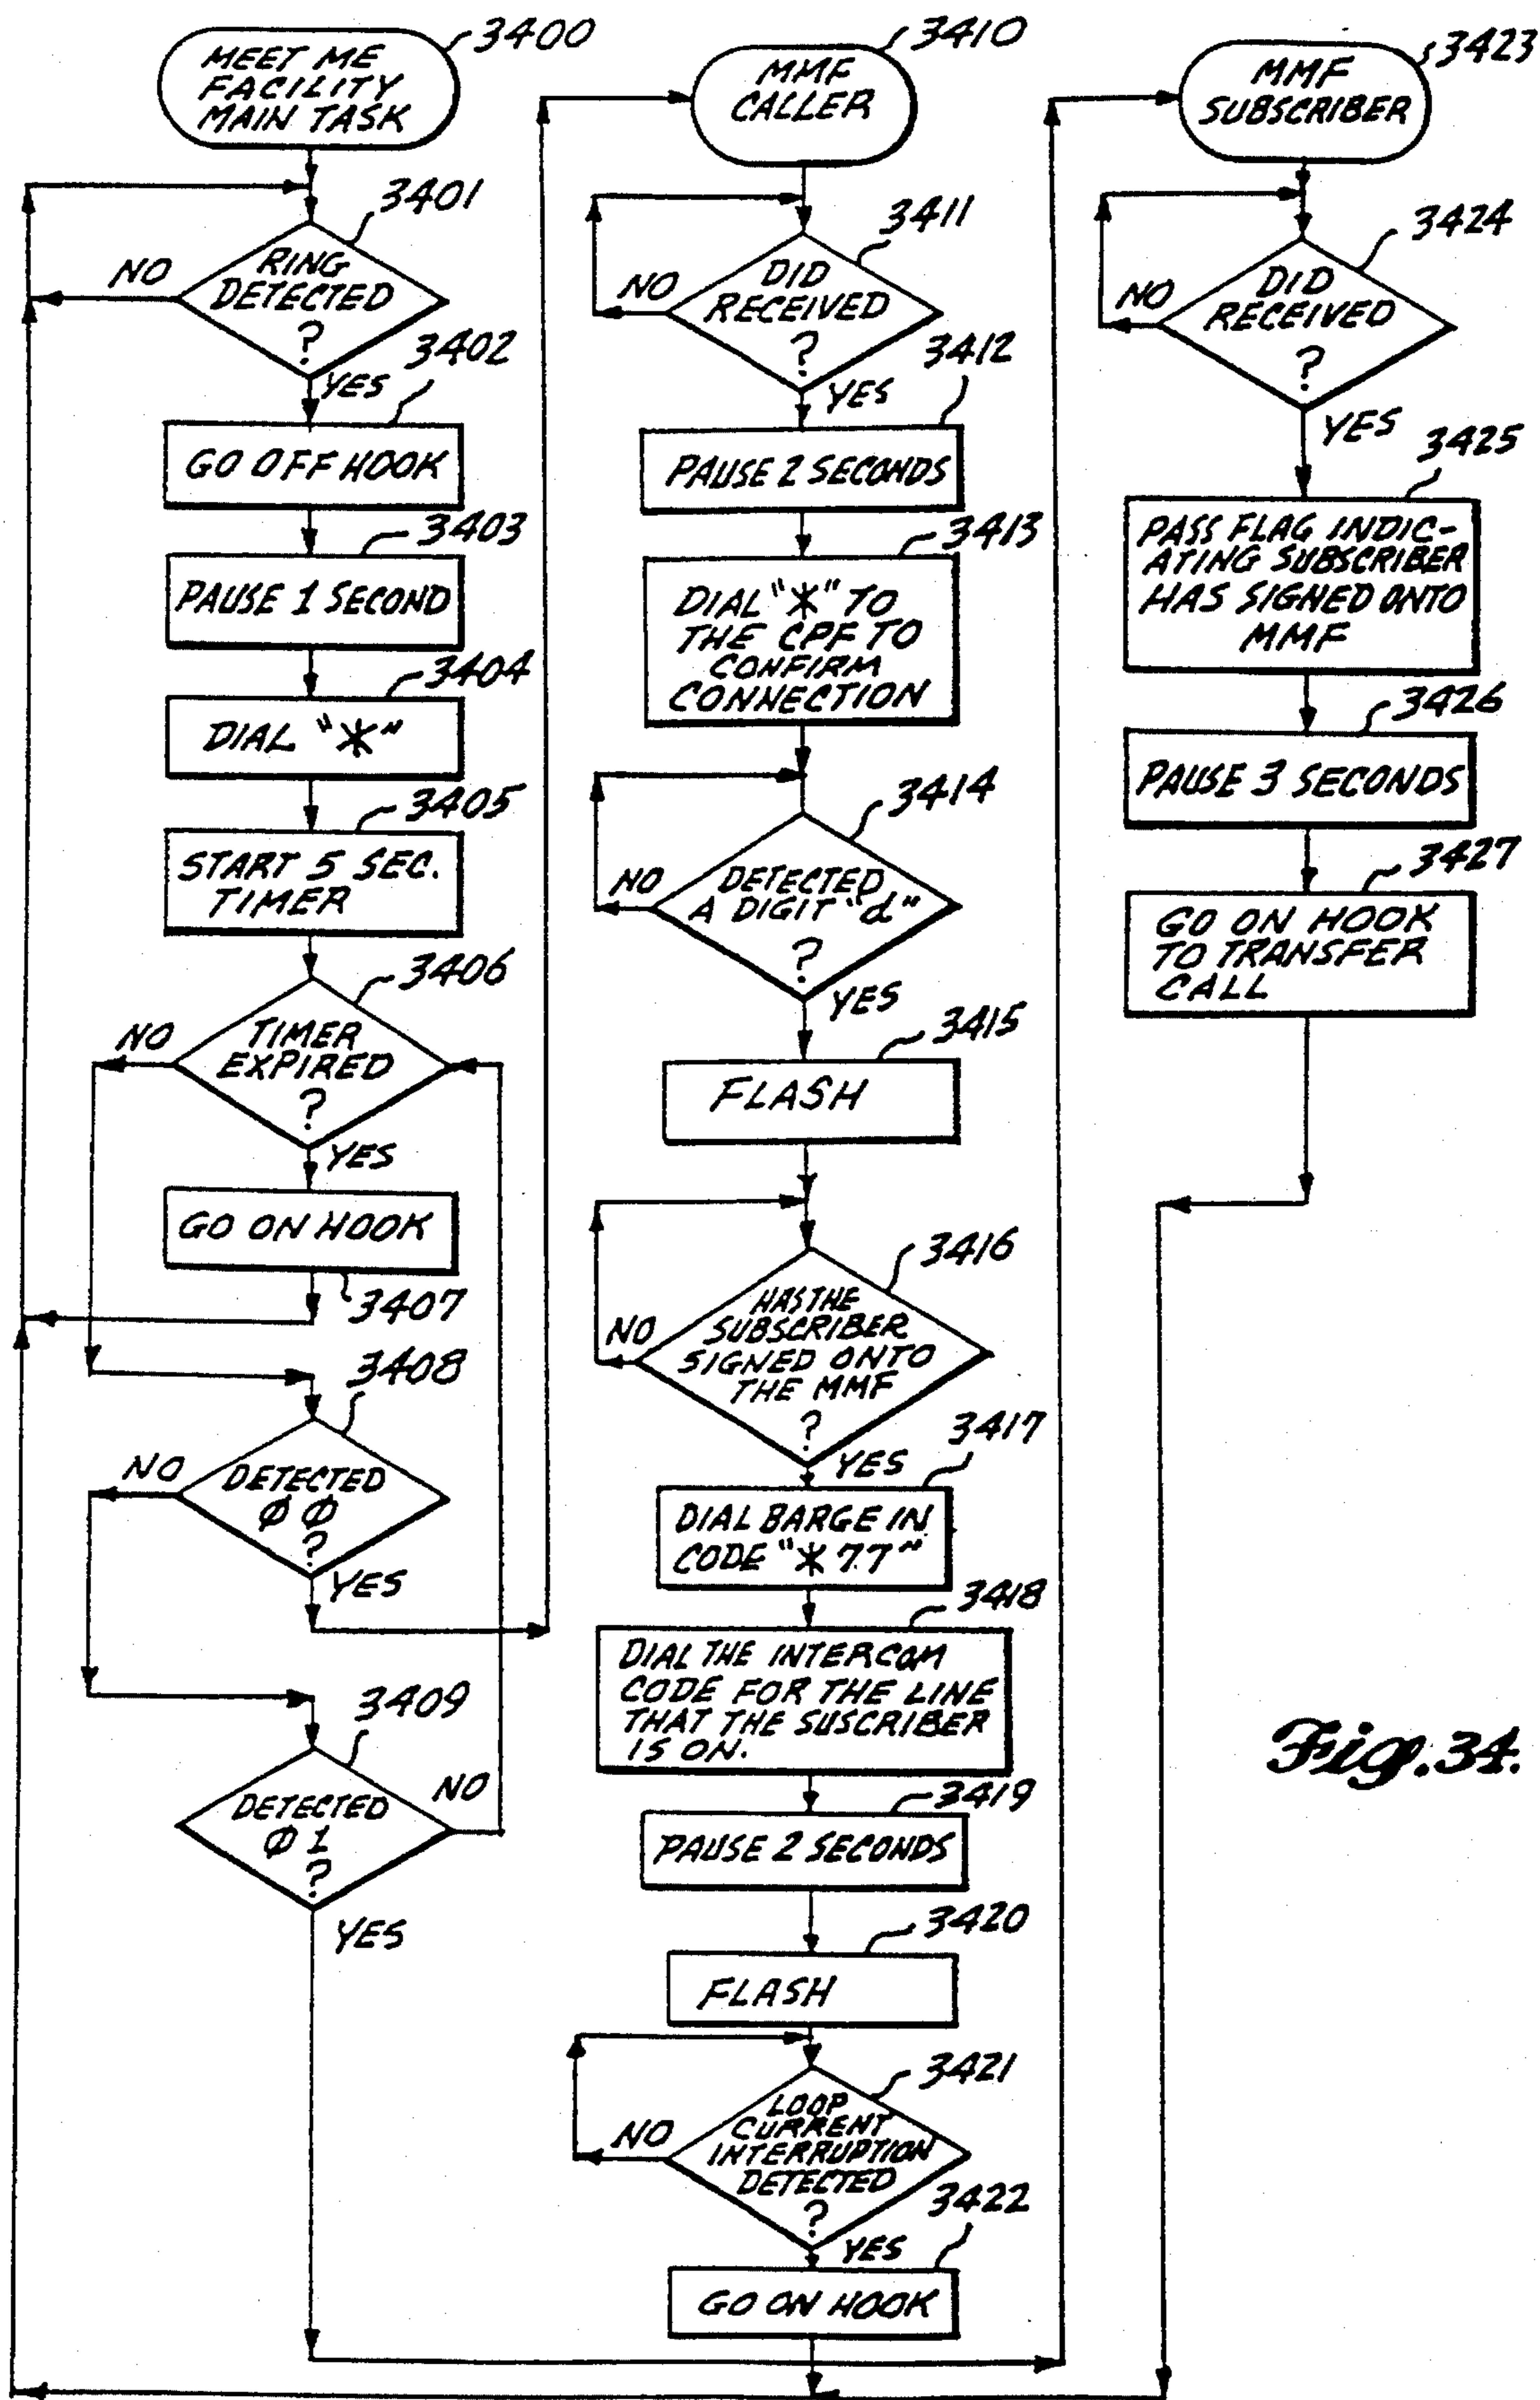 3400
MEET ME
FACILITY
MAIN TASK
3401
RING
DETECTED
?
NO
YES
3402
GO OFF HOOK
3403
PAUSE 1 SECOND
3404
DIAL "*"
3405
START 5 SEC.
TIMER
3406
TIMER
EXPIRED
?
NO
YES
GO ON HOOK
3407
3408
DETECTED
ØØ
?
NO
YES
3409
DETECTED
Ø1
?
NO
YES
3410
MMF
CALLER
3411
DID
RECEIVED
?
NO
YES
3412
PAUSE 2 SECONDS
3413
DIAL "*" TO
THE CPF TO
CONFIRM
CONNECTION
3414
DETECTED
A DIGIT "d"
?
NO
YES
3415
FLASH
3416
HAS THE
SUBSCRIBER
SIGNED ONTO
THE MMF
?
NO
YES
3417
DIAL BARGE IN
CODE "*77"
3418
DIAL THE INTERCOM
CODE FOR THE LINE
THAT THE SUSCRIBER
IS ON.
3419
PAUSE 2 SECONDS
3420
FLASH
3421
LOOP
CURRENT
INTERRUPTION
DETECTED
?
NO
YES
3422
GO ON HOOK
3423
MMF
SUBSCRIBER
3424
DID
RECEIVED
?
NO
YES
3425
PASS FLAG INDIC-
ATING SUBSCRIBER
HAS SIGNED ONTO
MMF
3426
PAUSE 3 SECONDS
3427
GO ON HOOK
TO TRANSFER
CALL
Fig. 34.